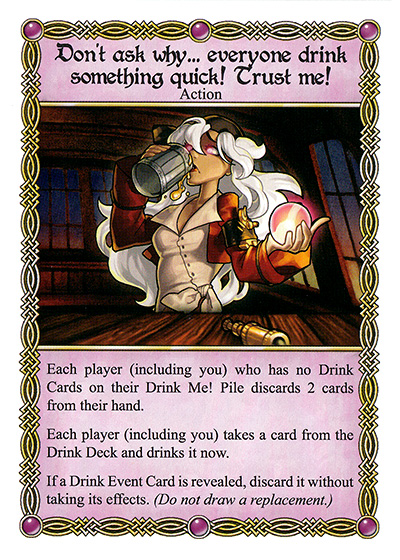 Don't ask why... everyone drink
something quick! Trust me!
Action
Each player (including you) who has no Drink
Cards on their Drink Me! Pile discards 2 cards
from their hand.
Each player (including you) takes a card from the
Drink Deck and drinks it now.
If a Drink Event Card is revealed, discard it without
taking its effects. (Do not draw a replacement.)